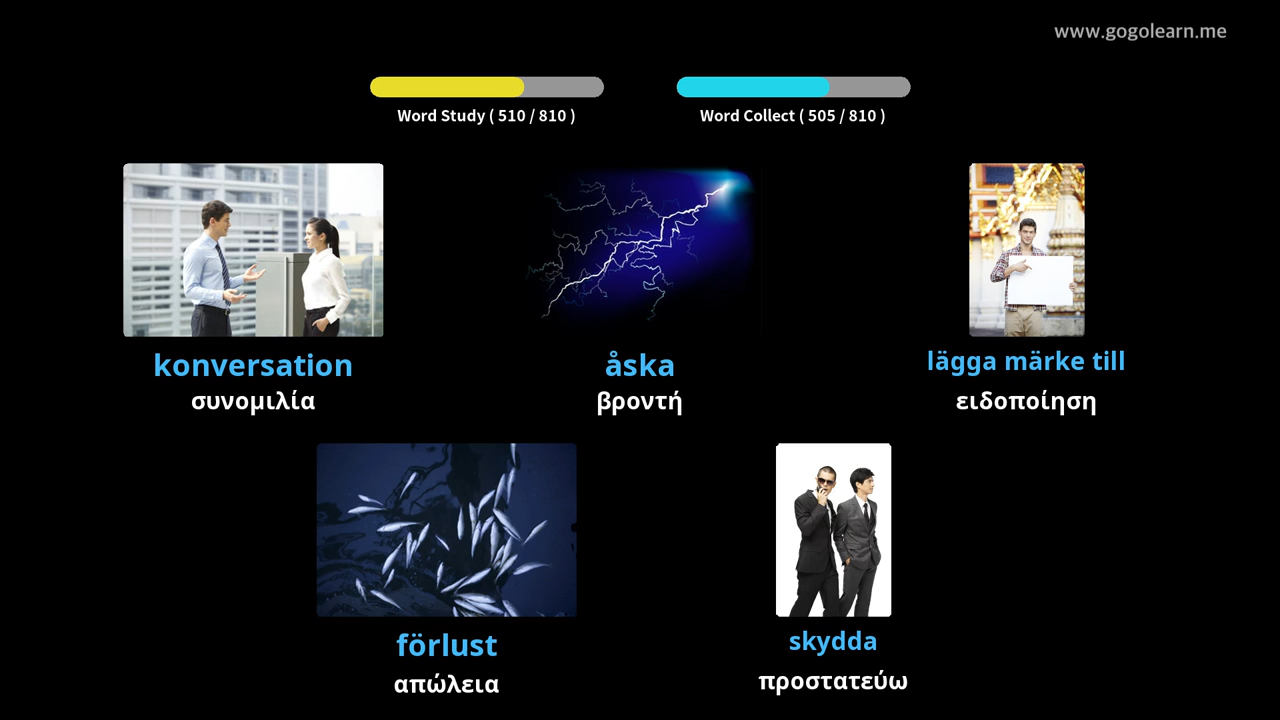 www.gogolearn.me
Word Study ( 510 / 810 )
Word Collect ( 505 / 810 )
konversation
συνομιλία
åska
βροντή
lägga märke till
ειδοποίηση
förlust
απώλεια
skydda
προστατεύω